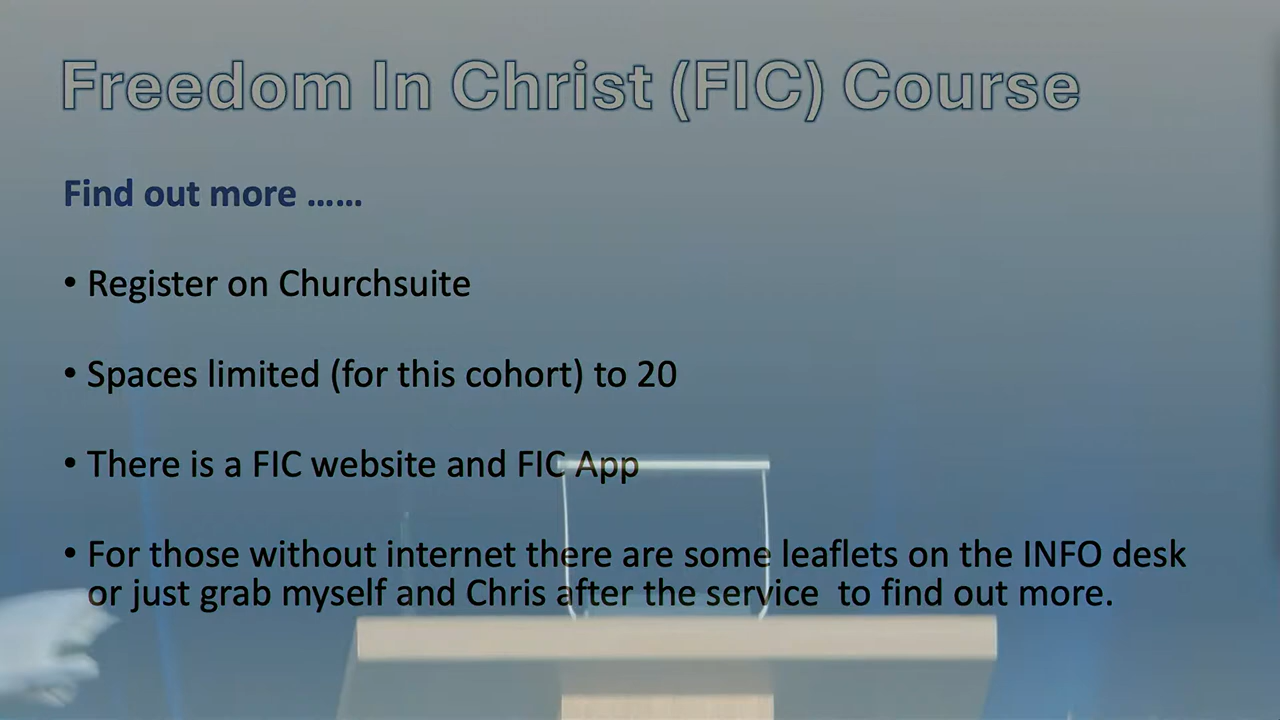 Freedom In Christ (FIC) Course
Find out more ......
• Register on Churchsuite
• Spaces limited (for this cohort) to 20
• There is a FIC website and FIC App
• For those without internet there are some leaflets on the INFO desk
or just grab myself and Chris after the service  to find out more.